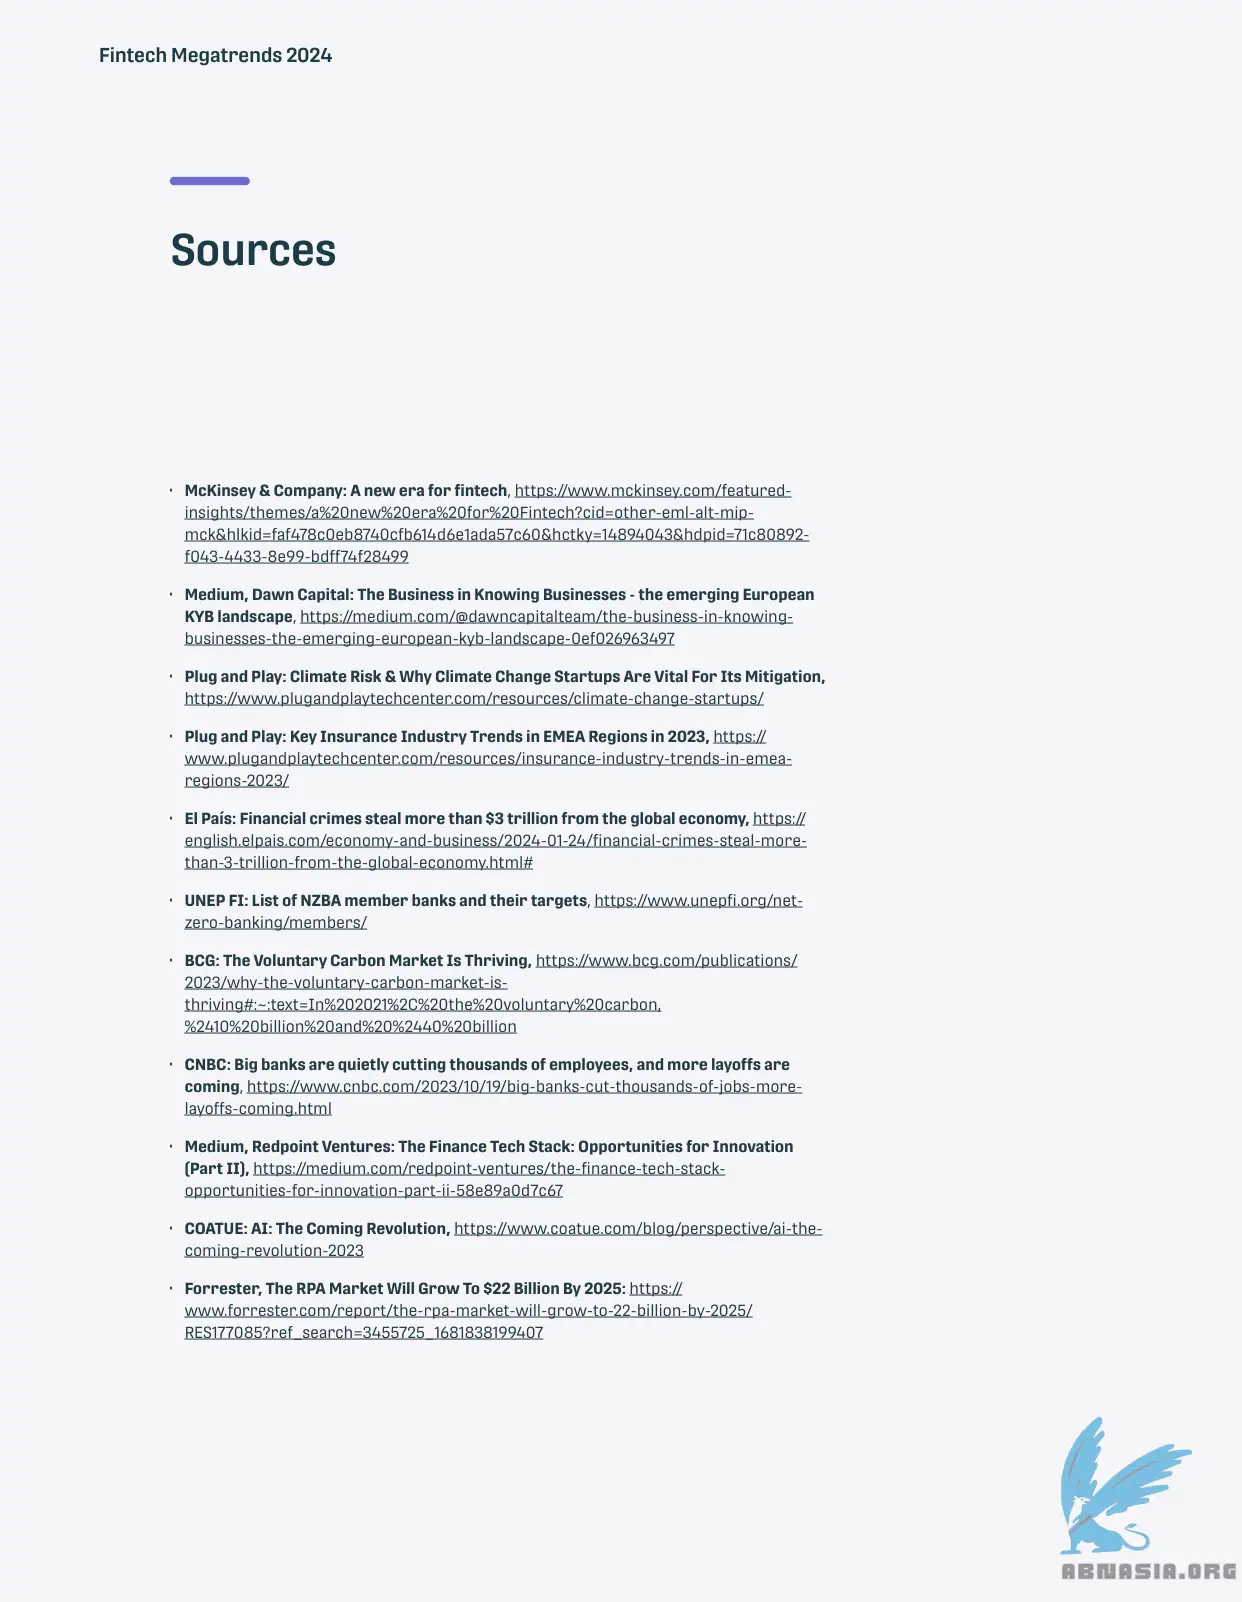 Fintech Megatrends 2024
Sources
· McKinsey & Company: A new era for fintech, https://www.mckinsey.com/featured-
insights/themes/a%20new%20era%20for%20Fintech?cid=other-eml-alt-mip-
mck&hlkid=faf478c0eb8740cfb614d6e1ada57c60&hctky=14894043&hdpid=71c80892-
f043-4433-8e99-bdff74f28499
· Medium, Dawn Capital: The Business in Knowing Businesses - the emerging European
KYB landscape, https://medium.com/@dawncapitalteam/the-business-in-knowing-
businesses-the-emerging-european-kyb-landscape-0ef026963497
· Plug and Play: Climate Risk & Why Climate Change Startups Are Vital For Its Mitigation,
https://www.plugandplaytechcenter.com/resources/climate-change-startups/
· Plug and Play: Key Insurance Industry Trends in EMEA Regions in 2023, https://
www.plugandplaytechcenter.com/resources/insurance-industry-trends-in-emea-
regions-2023/
· El País: Financial crimes steal more than $3 trillion from the global economy, https://
english.elpais.com/economy-and-business/2024-01-24/financial-crimes-steal-more-
than-3-trillion-from-the-global-economy.html#
· UNEP FI: List of NZBA member banks and their targets, https://www.unepfi.org/net-
zero-banking/members/
· BCG: The Voluntary Carbon Market Is Thriving, https://www.bcg.com/publications/
2023/why-the-voluntary-carbon-market-is-
thriving#:~:text=In%202021%2C%20the%20voluntary%20carbon,
%2410%20billion%20and%20%2440%20billion
· CNBC: Big banks are quietly cutting thousands of employees, and more layoffs are
coming, https://www.cnbc.com/2023/10/19/big-banks-cut-thousands-of-jobs-more-
layoffs-coming.html
· Medium, Redpoint Ventures: The Finance Tech Stack: Opportunities for Innovation
(Part II), https://medium.com/redpoint-ventures/the-finance-tech-stack-
opportunities-for-innovation-part-ii-58e89a0d7c67
· COATUE: AI: The Coming Revolution, https://www.coatue.com/blog/perspective/ai-the-
coming-revolution-2023
· Forrester, The RPA Market Will Grow To $22 Billion By 2025: https://
www.forrester.com/report/the-rpa-market-will-grow-to-22-billion-by-2025/
RES177085?ref_search=3455725_1681838199407
ABNASIA.ORG